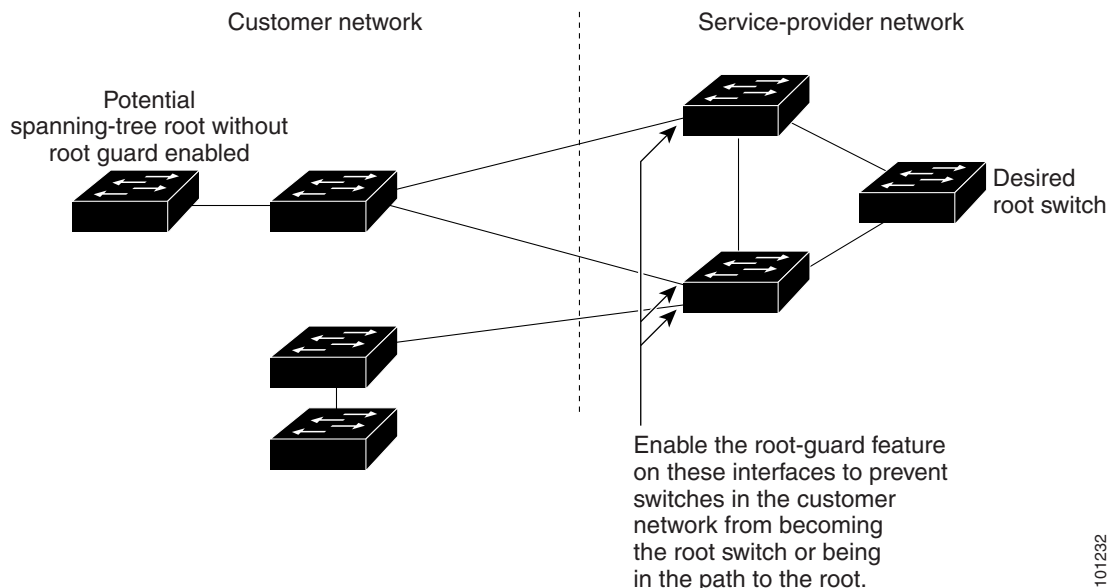 Customer network
Service-provider network
Potential
spanning-tree root without
root guard enabled
Desired
root switch
Enable the root-guard feature
on these interfaces to prevent
switches in the customer
network from becoming
the root switch or being
in the path to the root.
101232